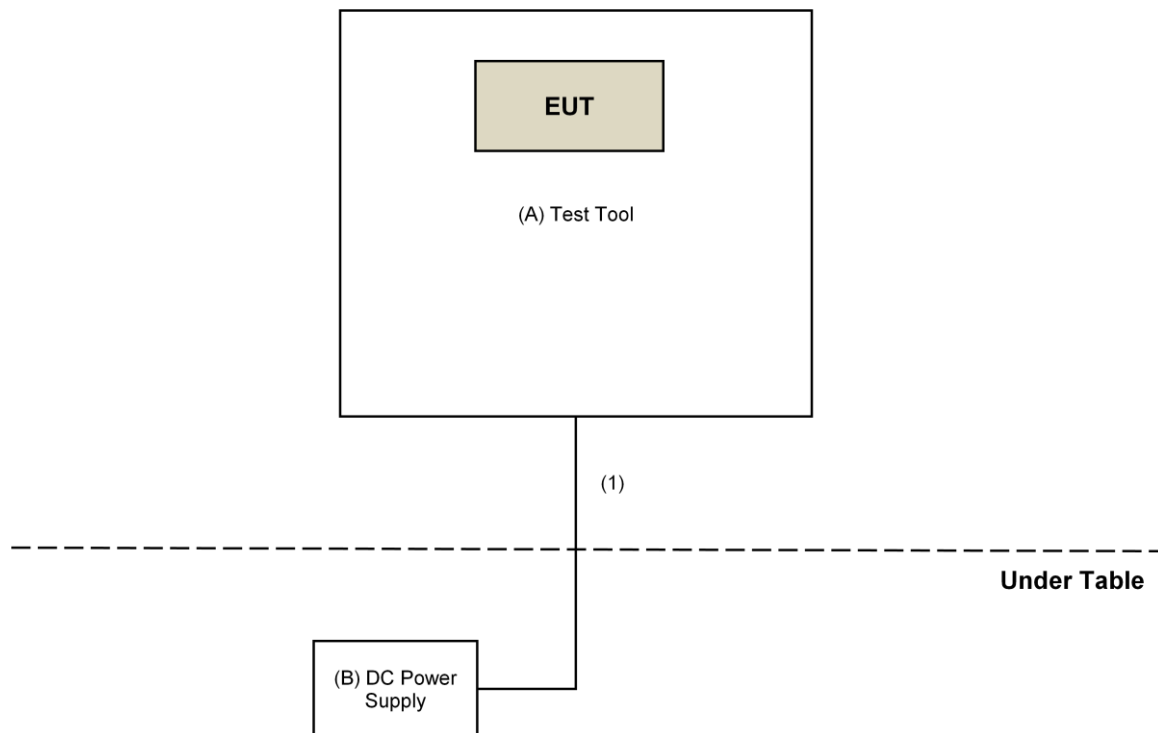 EUT
(A) Test Tool
(1)
Under Table
(B) DC Power
Supply